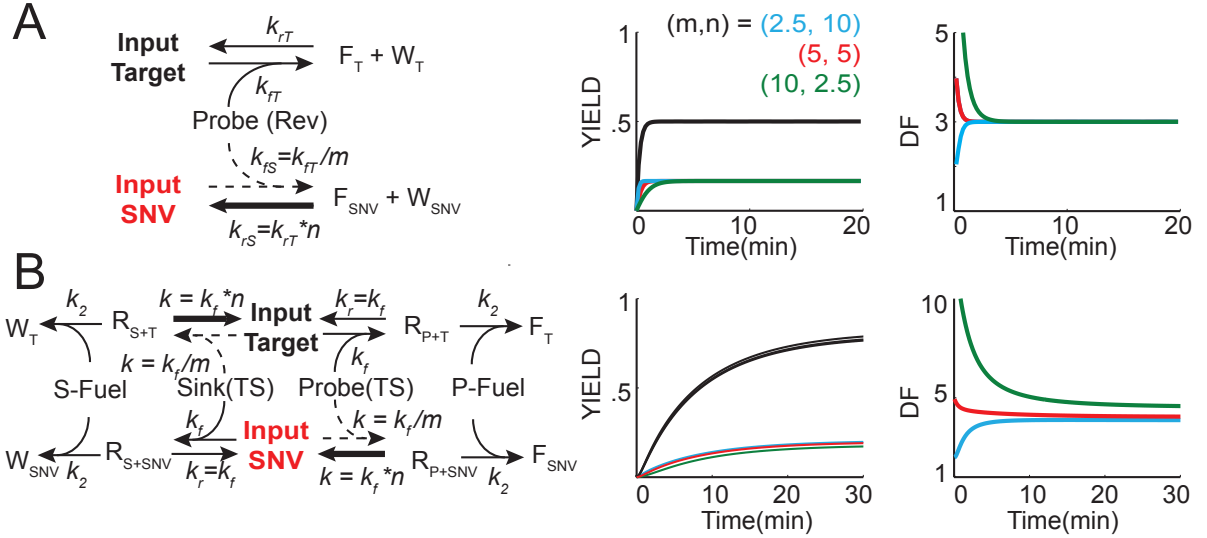 A
Input
Target
k_rT
k_fT
F_T + W_T
Probe (Rev)
k_fS=k_fT/m
Input
SNV
F_SNV + W_SNV
k_rS=k_rT*n
YIELD
1
.5
0
10
20
Time(min)
(m,n) = (2.5, 10)
(5, 5)
(10, 2.5)
DF
5
3
1
0
10
20
Time(min)
B
W_T
k_2
R_S+T
k = k_f*n
Input
Target
k_r=k_f
R_P+T
k_2
F_T
k = k_f/m
k_f
S-Fuel
Sink(TS)
Probe(TS)
P-Fuel
k_f
Input
SNV
k = k_f/m
W_SNV
k_2
R_S+SNV
k_r=k_f
k = k_f*n
R_P+SNV
k_2
F_SNV
YIELD
1
.5
0
10
20
30
Time(min)
DF
10
5
1
0
10
20
30
Time(min)